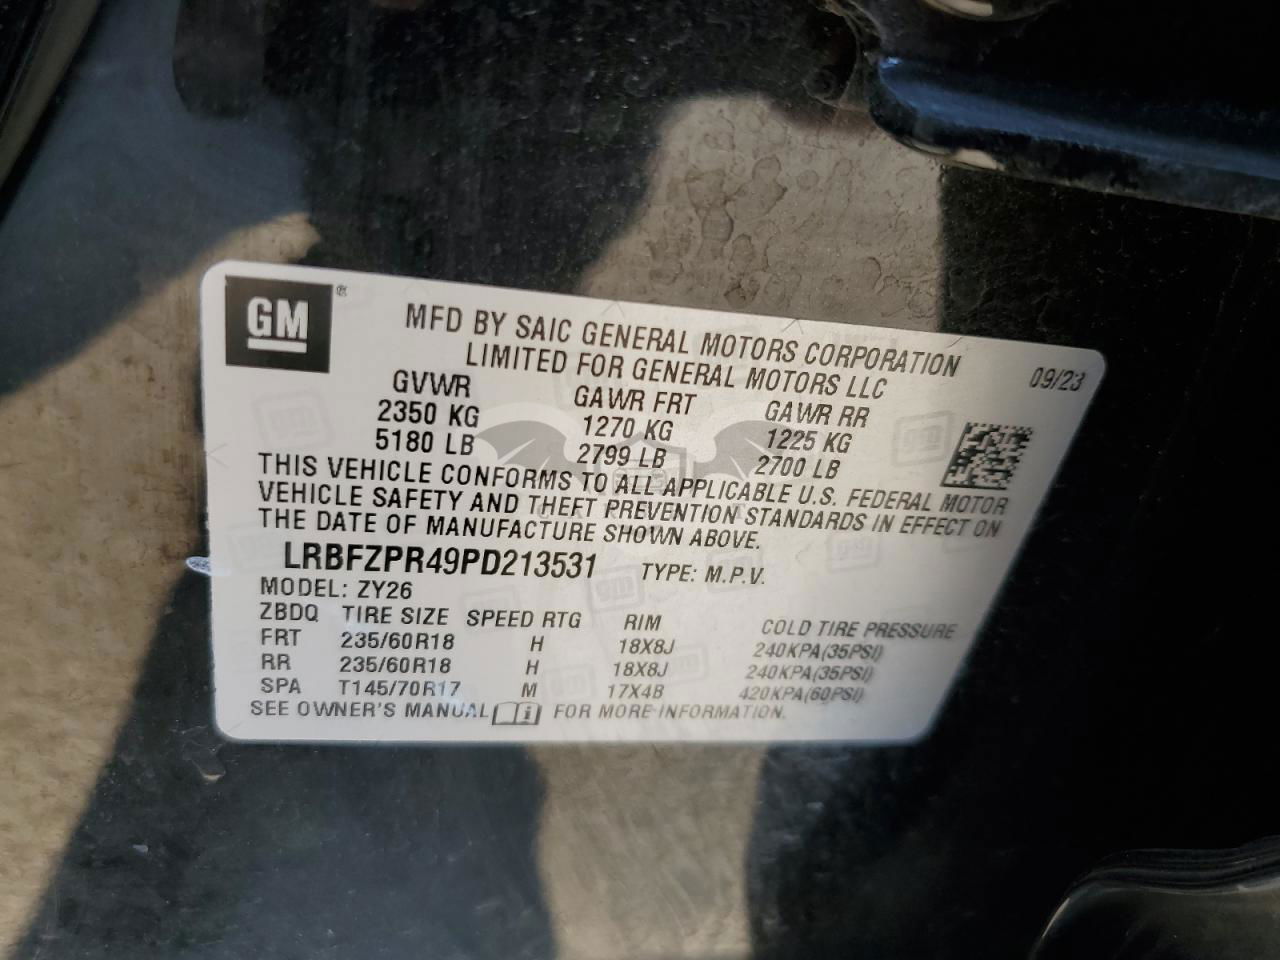 GM ®
MFD BY SAIC GENERAL MOTORS CORPORATION
LIMITED FOR GENERAL MOTORS LLC
09/23
GVWR GAWR FRT GAWR RR
2350 KG 1270 KG 1225 KG
5180 LB 2799 LB 2700 LB
THIS VEHICLE CONFORMS TO ALL APPLICABLE U.S. FEDERAL MOTOR
VEHICLE SAFETY AND THEFT PREVENTION STANDARDS IN EFFECT ON
THE DATE OF MANUFACTURE SHOWN ABOVE.
LRBFZPR49PD213531 TYPE: M.P.V.
MODEL: ZY26
ZBDQ TIRE SIZE SPEED RTG RIM COLD TIRE PRESSURE
FRT 235/60R18 H 18X8J 240KPA(35PSI)
RR 235/60R18 H 18X8J 240KPA(35PSI)
SPA T145/70R17 M 17X4B 420KPA(60PSI)
SEE OWNER'S MANUAL FOR MORE INFORMATION.